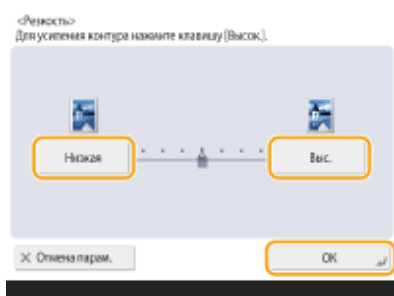 <Резкость>
Для усиления контура нажмите клавишу [Высок.].
Низкая
Выс.
× Отмена парам.
OK